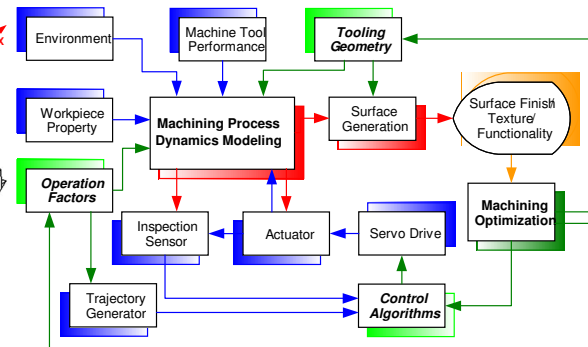 x
Environment
Machine Tool
Performance
Tooling
Geometry
Workpiece
Property
Machining Process
Dynamics Modeling
Surface
Generation
Surface Finish/
Texture/
Functionality
Operation
Factors
Machining
Optimization
Inspection
Sensor
Actuator
Servo Drive
Trajectory
Generator
Control
Algorithms